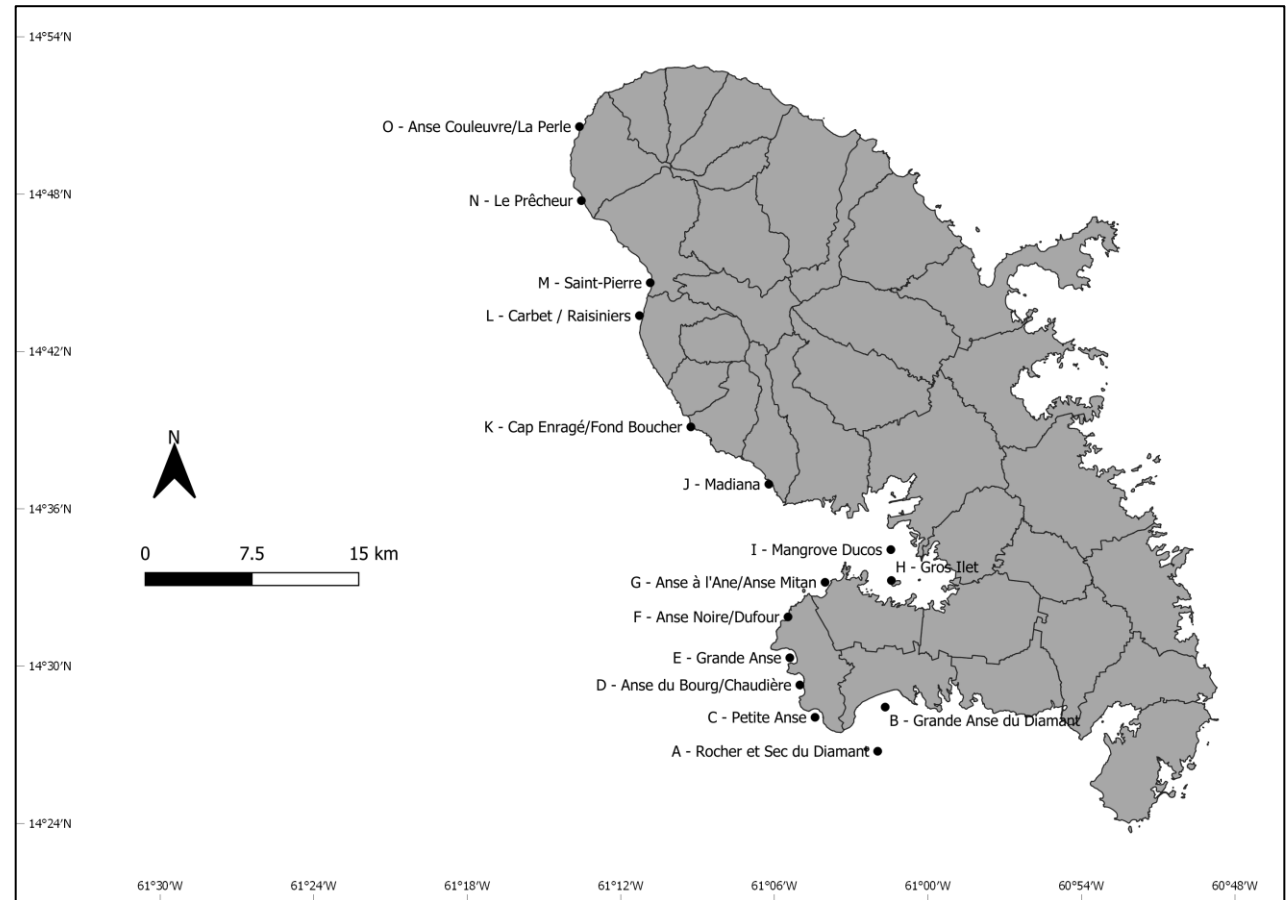 14°54'N
O - Anse Couleuvre/La Perle
14°48'N
N - Le Prêcheur
M - Saint-Pierre
L - Carbet / Raisiniers
14°42'N
K - Cap Enragé/Fond Boucher
N
J - Madiana
14°36'N
0 7.5 15 km
I - Mangrove Ducos
H - Gros Ilet
G - Anse à l'Ane/Anse Mitan
F - Anse Noire/Dufour
14°30'N
E - Grande Anse
D - Anse du Bourg/Chaudière
C - Petite Anse
B - Grande Anse du Diamant
A - Rocher et Sec du Diamant
14°24'N
61°30'W 61°24'W 61°18'W 61°12'W 61°06'W 61°00'W 60°54'W 60°48'W